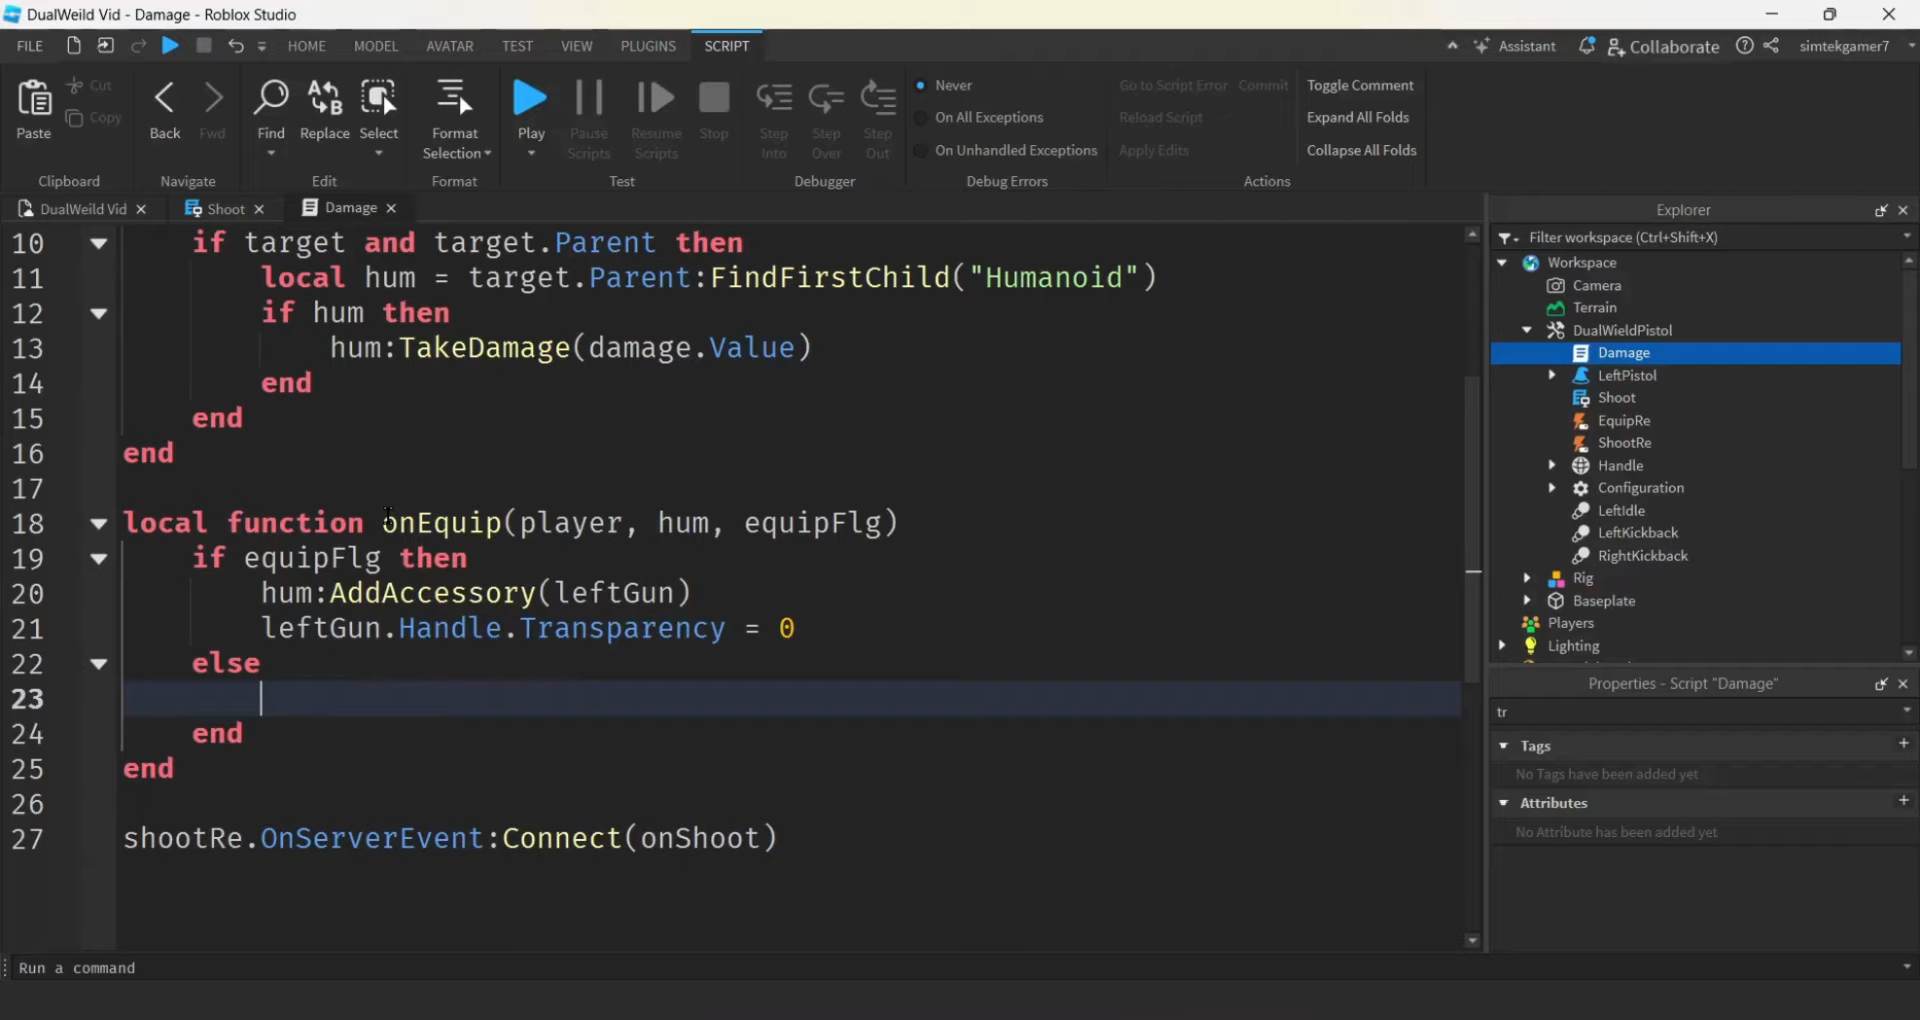 DualWeild Vid - Damage - Roblox Studio
FILE HOME MODEL AVATAR TEST VIEW PLUGINS SCRIPT Assistant Collaborate simtekgamer7
Paste Cut Copy
Back Fwd
Find Replace Select
Format Selection
Play Pause Scripts Resume Scripts Stop
Step Into Step Over Step Out
Never
On All Exceptions
On Unhandled Exceptions
Go to Script Error Commit
Reload Script
Apply Edits
Toggle Comment
Expand All Folds
Collapse All Folds
Clipboard Navigate Edit Format Test Debugger Debug Errors Actions
DualWeild Vid Shoot Damage
10 if target and target.Parent then
11 local hum = target.Parent:FindFirstChild("Humanoid")
12 if hum then
13 hum:TakeDamage(damage.Value)
14 end
15 end
16 end
17
18 local function onEquip(player, hum, equipFlg)
19 if equipFlg then
20 hum:AddAccessory(leftGun)
21 leftGun.Handle.Transparency = 0
22 else
23
24 end
25 end
26
27 shootRe.OnServerEvent:Connect(onShoot)
Explorer
Filter workspace (Ctrl+Shift+X)
Workspace
Camera
Terrain
DualWieldPistol
Damage
LeftPistol
Shoot
EquipRe
ShootRe
Handle
Configuration
LeftIdle
LeftKickback
RightKickback
Rig
Baseplate
Players
Lighting
Properties - Script "Damage"
tr
Tags
No Tags have been added yet
Attributes
No Attribute has been added yet
Run a command